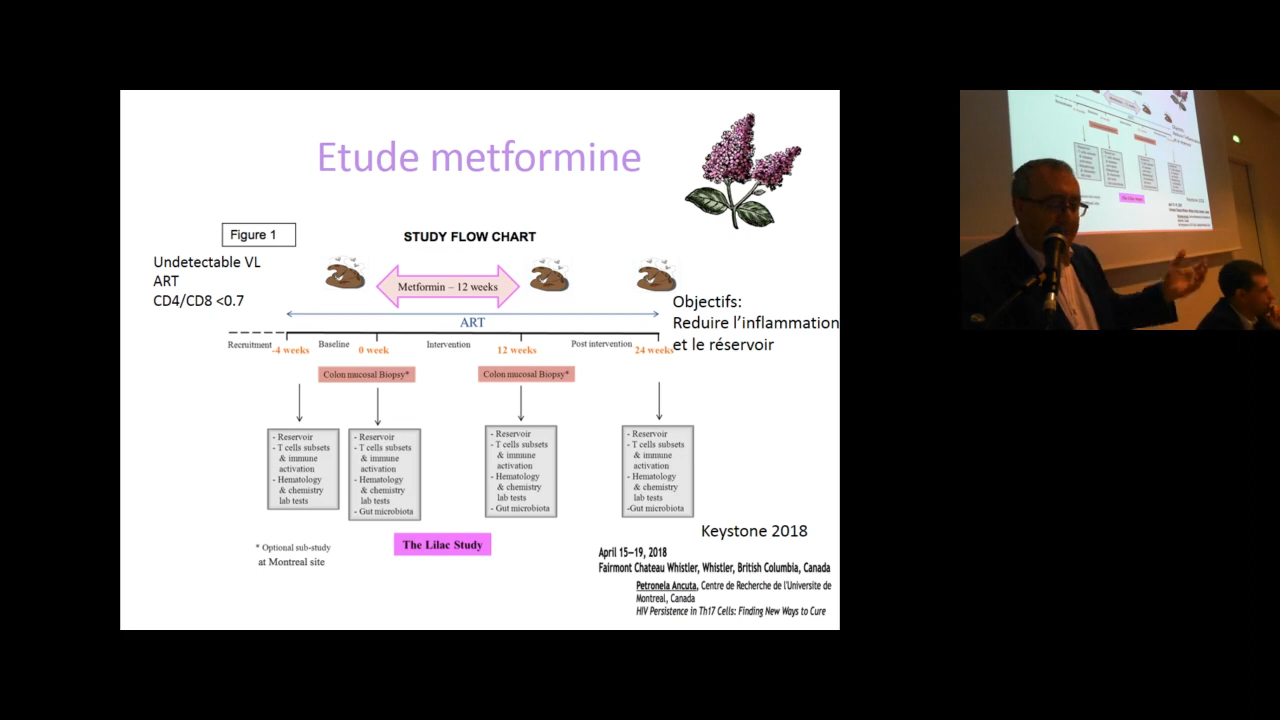 Etude metformine
Figure 1
STUDY FLOW CHART
Undetectable VL
ART
CD4/CD8 <0.7
Metformin – 12 weeks
Objectifs:
Reduire l’inflammation
et le réservoir
ART
Recruitment
-4 weeks
Baseline
0 week
Intervention
12 weeks
Post intervention
24 weeks
Colon mucosal Biopsy*
Colon mucosal Biopsy*
- Reservoir
- T cells subsets
& immune
activation
- Hematology
& chemistry
lab tests
- Reservoir
- T cells subsets
& immune
activation
- Hematology
& chemistry
lab tests
- Gut microbiota
- Reservoir
- T cells subsets
& immune
activation
- Hematology
& chemistry
lab tests
- Gut microbiota
- Reservoir
- T cells subsets
& immune
activation
- Hematology
& chemistry
lab tests
-Gut microbiota
The Lilac Study
* Optional sub-study
at Montreal site
Keystone 2018
April 15–19, 2018
Fairmont Chateau Whistler, Whistler, British Columbia, Canada
Petronela Ancuta, Centre de Recherche de l'Universite de
Montreal, Canada
HIV Persistence in Th17 Cells: Finding New Ways to Cure